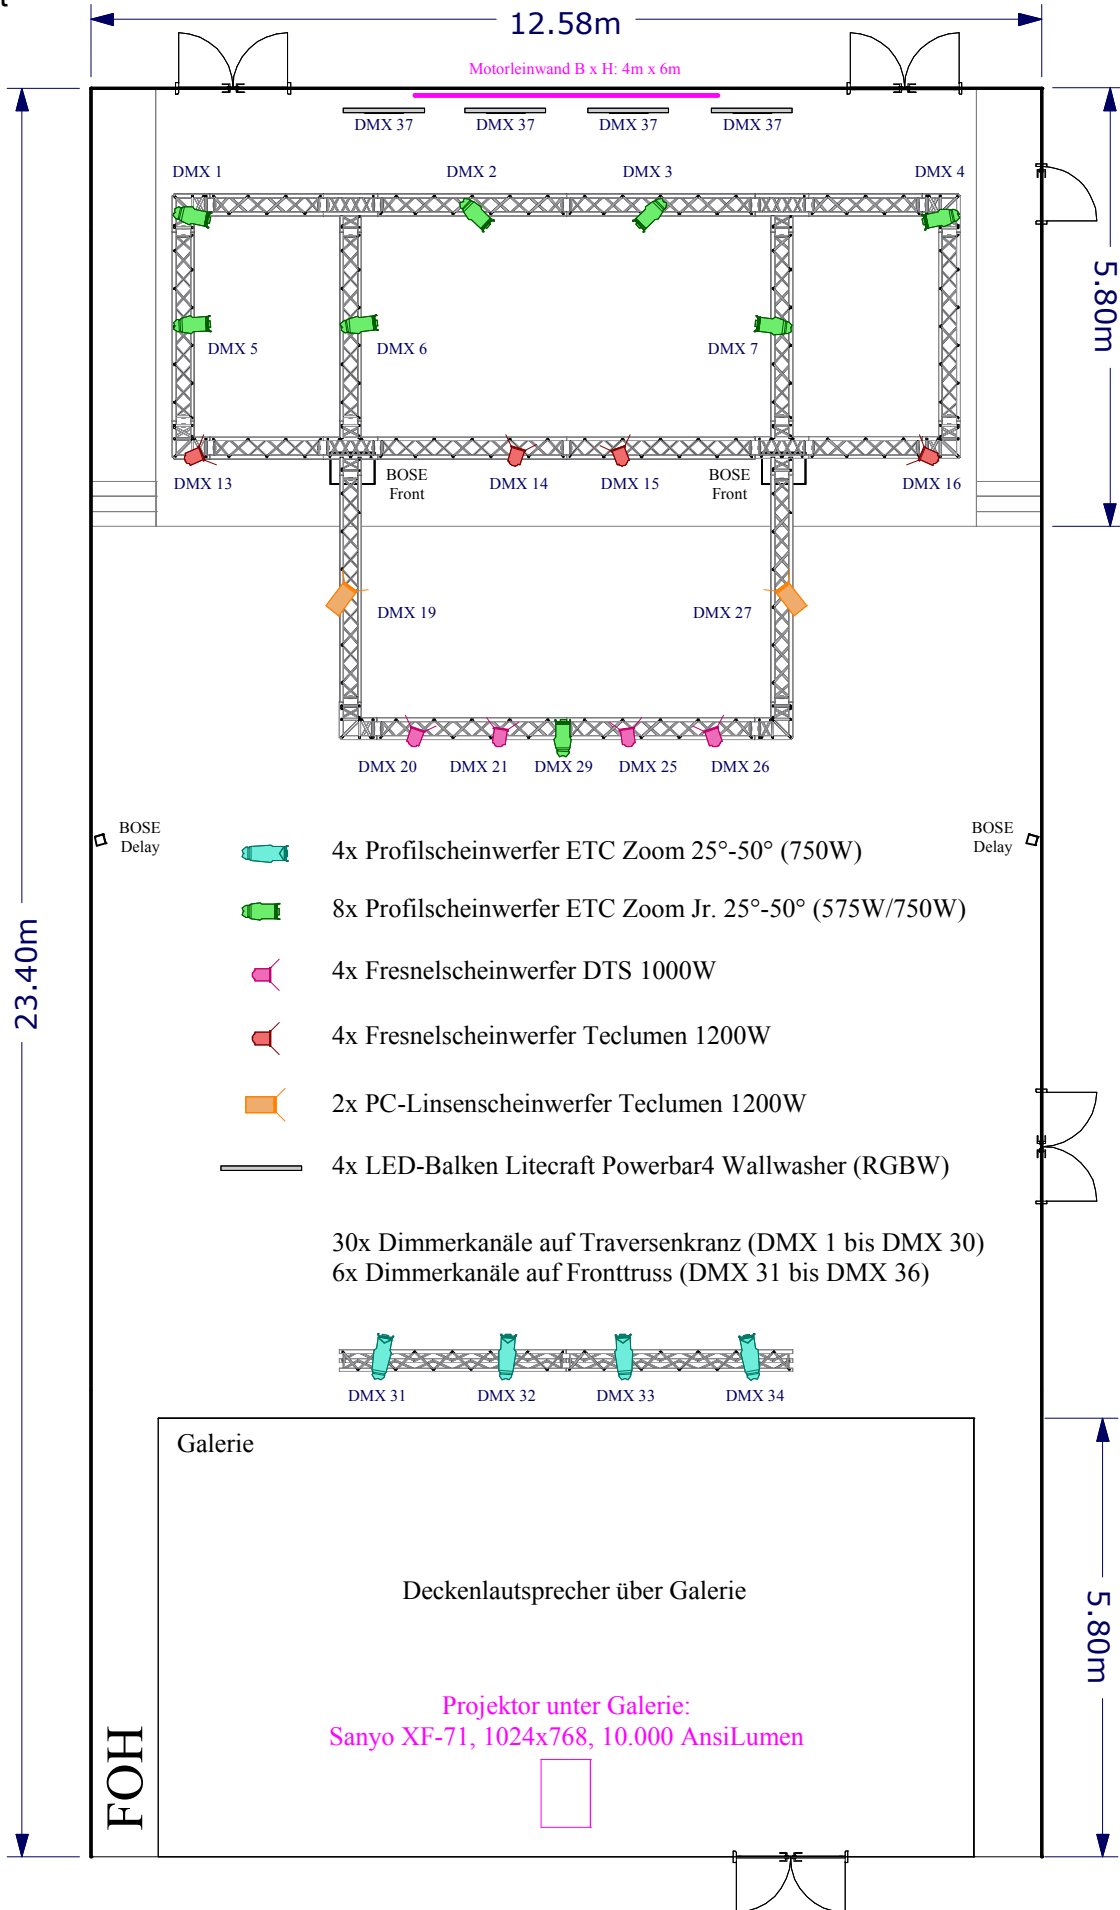 t
12.58m
Motorleinwand B x H: 4m x 6m
DMX 37
DMX 37
DMX 37
DMX 37
DMX 1
DMX 2
DMX 3
DMX 4
5.80m
DMX 5
DMX 6
DMX 7
DMX 13
BOSE
Front
DMX 14
DMX 15
BOSE
Front
DMX 16
DMX 19
DMX 27
DMX 20
DMX 21
DMX 29
DMX 25
DMX 26
BOSE
Delay
BOSE
Delay
4x Profilscheinwerfer ETC Zoom 25°-50° (750W)
8x Profilscheinwerfer ETC Zoom Jr. 25°-50° (575W/750W)
4x Fresnelscheinwerfer DTS 1000W
4x Fresnelscheinwerfer Teclumen 1200W
2x PC-Linsenscheinwerfer Teclumen 1200W
4x LED-Balken Litecraft Powerbar4 Wallwasher (RGBW)
23.40m
30x Dimmerkanäle auf Traversenkranz (DMX 1 bis DMX 30)
6x Dimmerkanäle auf Fronttruss (DMX 31 bis DMX 36)
DMX 31
DMX 32
DMX 33
DMX 34
Galerie
Deckenlautsprecher über Galerie
5.80m
Projektor unter Galerie:
Sanyo XF-71, 1024x768, 10.000 AnsiLumen
FOH